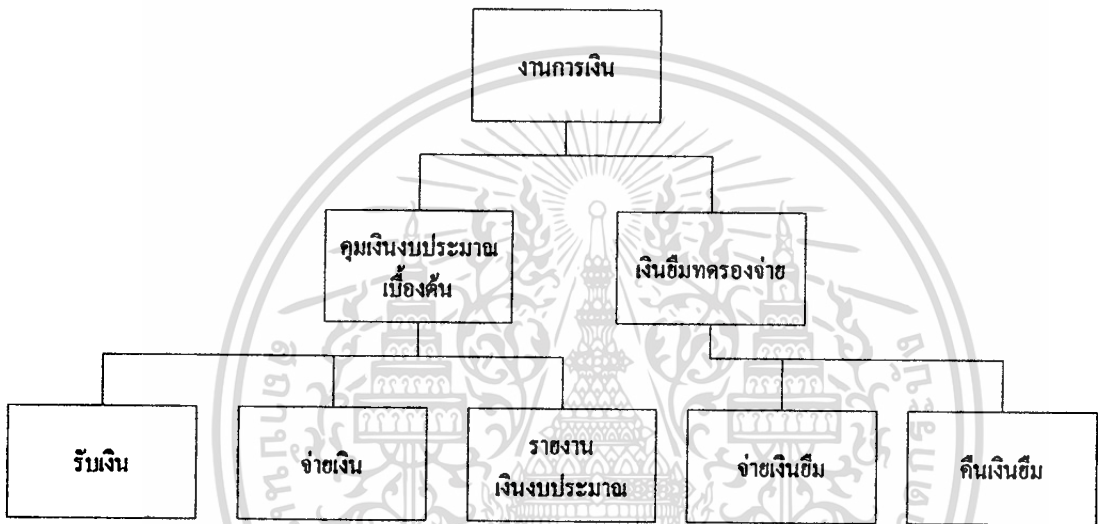 งานการเงิน
คุมเงินงบประมาณ
เบื้องต้น
เงินยืมทดรองจ่าย
รับเงิน
จ่ายเงิน
รายงาน
เงินงบประมาณ
จ่ายเงินยืม
คืนเงินยืม